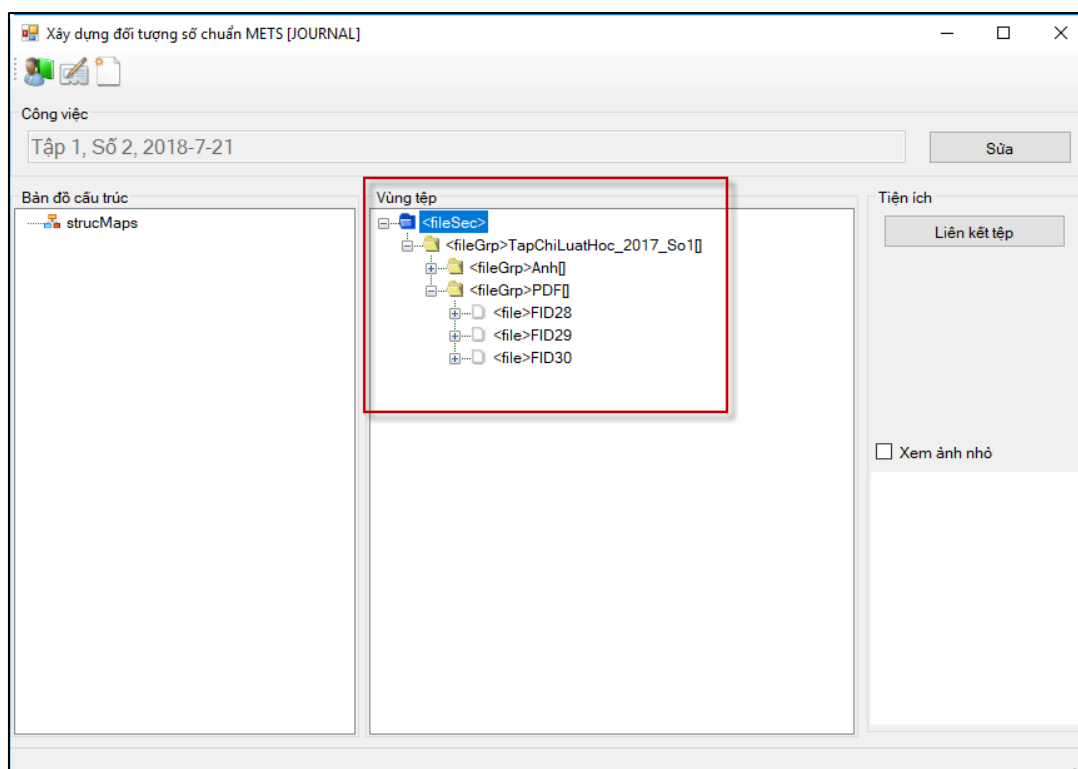 Xây dựng đối tượng số chuẩn METS [JOURNAL]
Công việc
Tập 1, Số 2, 2018-7-21
Sửa
Bản đồ cấu trúc
strucMaps
Vùng tệp
<fileSec>
<fileGrp>TapChiLuatHoc_2017_So1[]
<fileGrp>Anh[]
<fileGrp>PDF[]
<file>FID28
<file>FID29
<file>FID30
Tiện ích
Liên kết tệp
Xem ảnh nhỏ